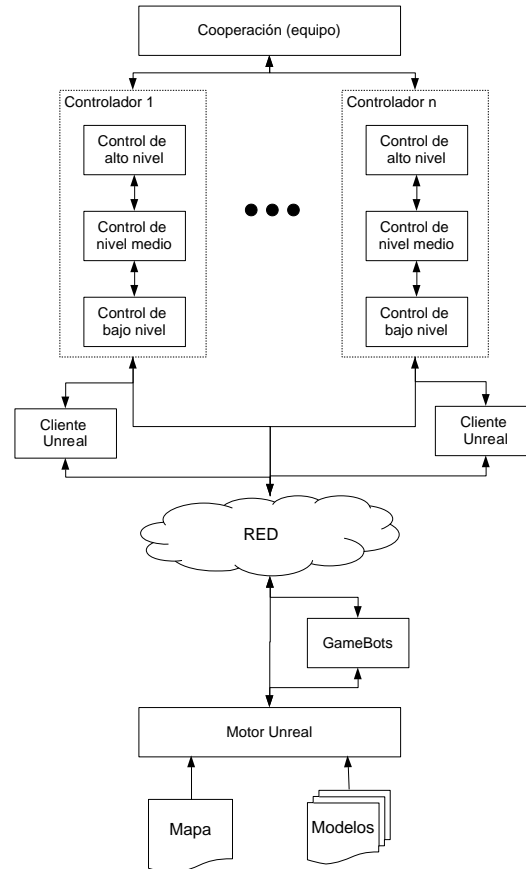 Cooperación (equipo)
Controlador 1
Control de
alto nivel
Control de
nivel medio
Control de
bajo nivel
Controlador n
Control de
alto nivel
Control de
nivel medio
Control de
bajo nivel
Cliente
Unreal
Cliente
Unreal
RED
GameBots
Motor Unreal
Mapa
Modelos